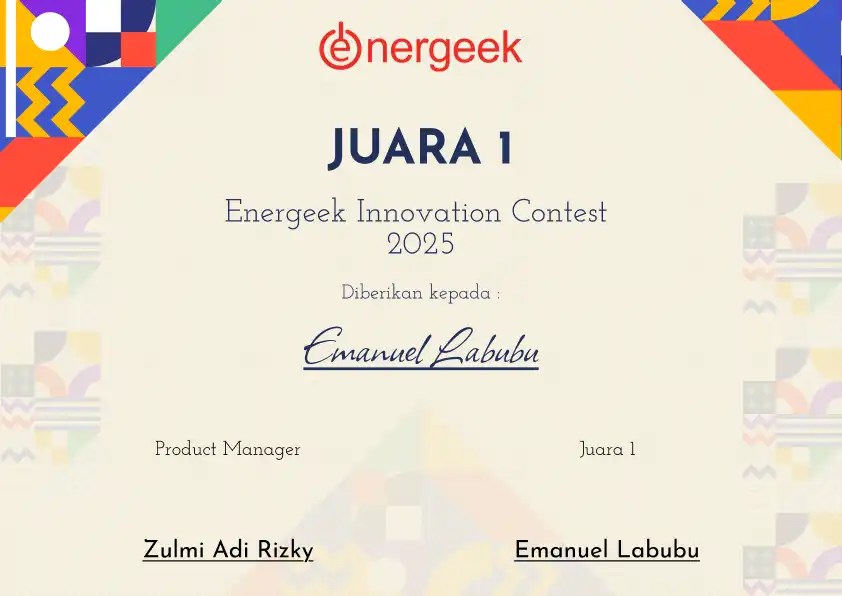 energeek
JUARA 1
Energeek Innovation Contest
2025
Diberikan kepada :
Emanuel Labubu
Product Manager
Juara 1
Zulmi Adi Rizky
Emanuel Labubu